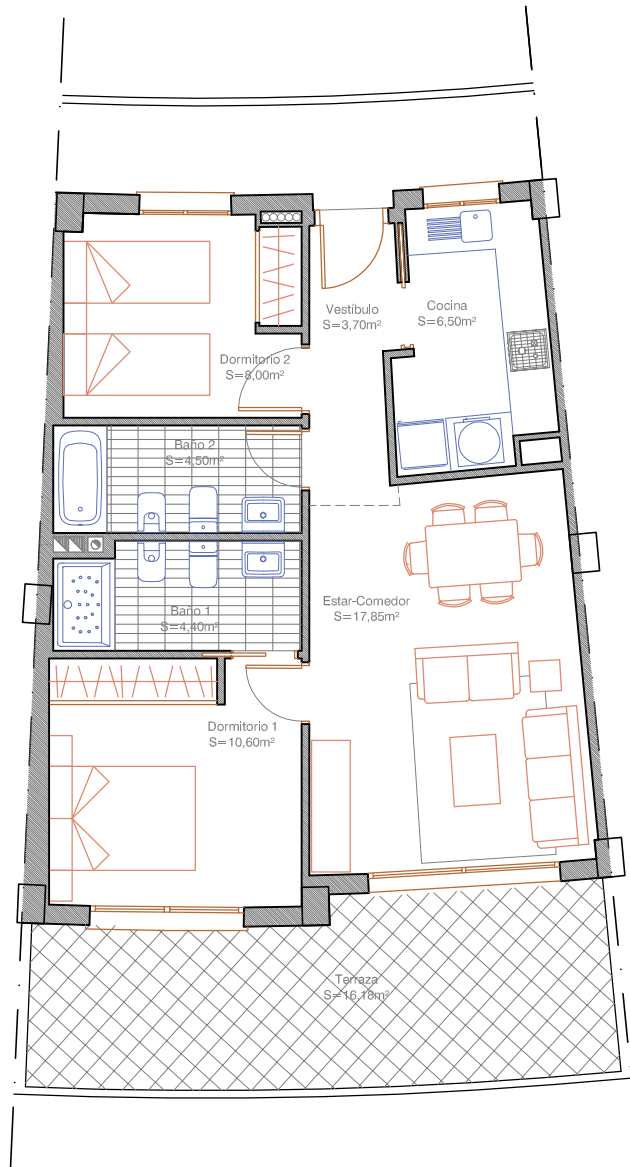 Vestíbulo
S=3,70m²
Cocina
S=6,50m²
Dormitorio 2
S=8,00m²
Baño 2
S=4,50m²
Estar-Comedor
S=17,85m²
Baño 1
S=4,40m²
Dormitorio 1
S=10,60m²
Terraza
S=16,18m²